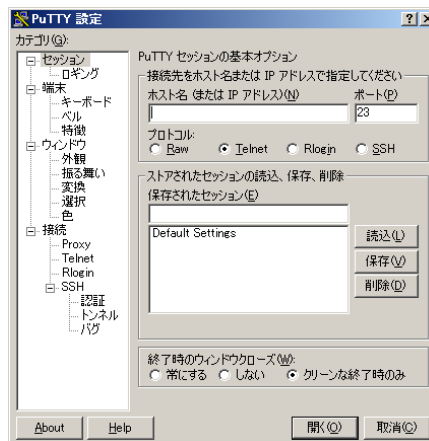 PuTTY 設定
カテゴリ(G):
セッション
ロギング
端末
キーボード
ベル
特徴
ウィンドウ
外観
振る舞い
変換
選択
色
接続
Proxy
Telnet
Rlogin
SSH
認証
トンネル
バグ
PuTTY セッションの基本オプション
接続先をホスト名または IP アドレスで指定してください
ホスト名 (または IP アドレス)(N)
ポート(P)
23
プロトコル:
Raw
Telnet
Rlogin
SSH
ストアされたセッションの読込、保存、削除
保存されたセッション(E)
Default Settings
読込(L)
保存(V)
削除(D)
終了時のウィンドウクローズ(W):
常にする
しない
クリーンな終了時のみ
About
Help
開く(O)
取消(C)